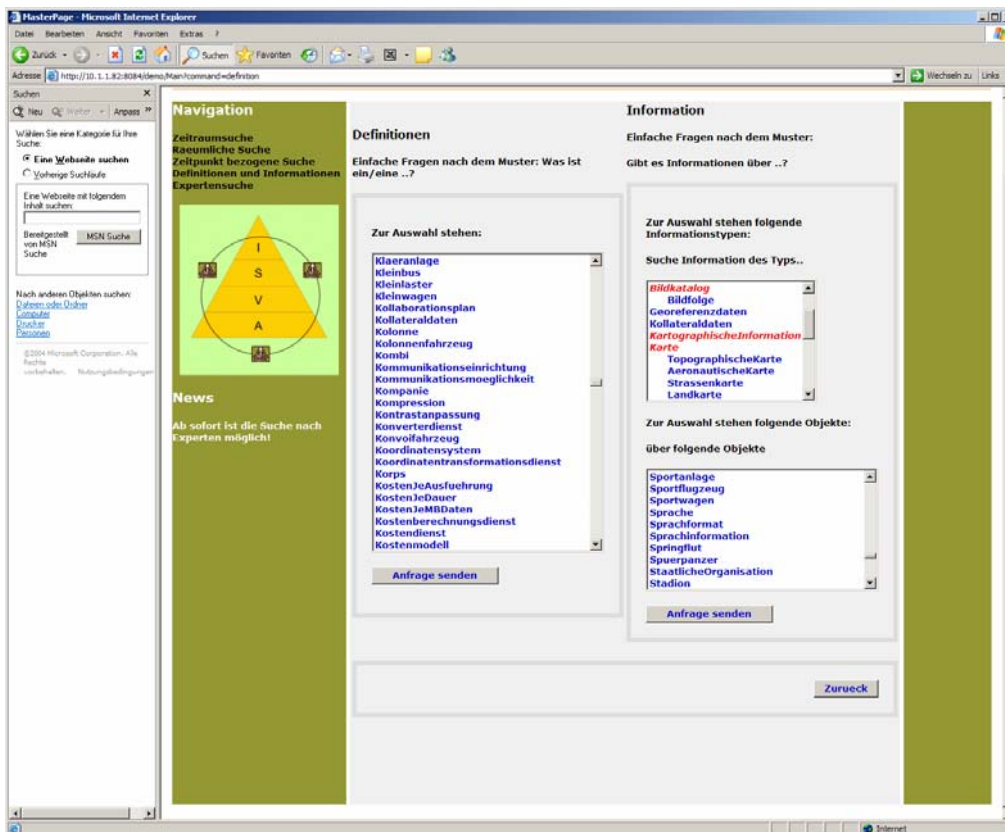 MasterPage - Microsoft Internet Explorer
Datei Bearbeiten Ansicht Favoriten Extras ?
Zurück Suchen Favoriten
Adresse http://10.1.1.82:8084/demo/Main?command=definition Wechseln zu Links
Suchen
Neu Weiter Anpass
Wählen Sie eine Kategorie für Ihre
Suche:
Eine Webseite suchen
Vorherige Suchläufe
Eine Webseite mit folgendem
Inhalt suchen:
Bereitgestellt
von MSN
Suche
MSN Suche
Nach anderen Objekten suchen:
Dateien oder Ordner
Computer
Drucker
Personen
©2004 Microsoft Corporation. Alle
Rechte
vorbehalten. Nutzungsbedingungen
Navigation
Zeitraumsuche
Raeumliche Suche
Zeitpunkt bezogene Suche
Definitionen und Informationen
Expertensuche
I
S
V
A
News
Ab sofort ist die Suche nach
Experten möglich!
Definitionen
Einfache Fragen nach dem Muster: Was ist
ein/eine ..?
Zur Auswahl stehen:
Klaeranlage
Kleinbus
Kleinlaster
Kleinwagen
Kollaborationsplan
Kollateraldaten
Kolonne
Kolonnenfahrzeug
Kombi
Kommunikationseinrichtung
Kommunikationsmoeglichkeit
Kompanie
Kompression
Kontrastanpassung
Konverterdienst
Konvoifahrzeug
Koordinatensystem
Koordinatentransformationsdienst
Korps
KostenJeAusfuehrung
KostenJeDauer
KostenJeMBDaten
Kostenberechnungsdienst
Kostendienst
Kostenmodell
Anfrage senden
Information
Einfache Fragen nach dem Muster:
Gibt es Informationen über ..?
Zur Auswahl stehen folgende
Informationstypen:
Suche Information des Typs..
Bildkatalog
Bildfolge
Georeferenzdaten
Kollateraldaten
KartographischeInformation
Karte
TopographischeKarte
AeronautischeKarte
Strassenkarte
Landkarte
Zur Auswahl stehen folgende Objekte:
über folgende Objekte
Sportanlage
Sportflugzeug
Sportwagen
Sprache
Sprachformat
Sprachinformation
Springflut
Spuerpanzer
StaatlicheOrganisation
Stadion
Anfrage senden
Zurueck
Internet